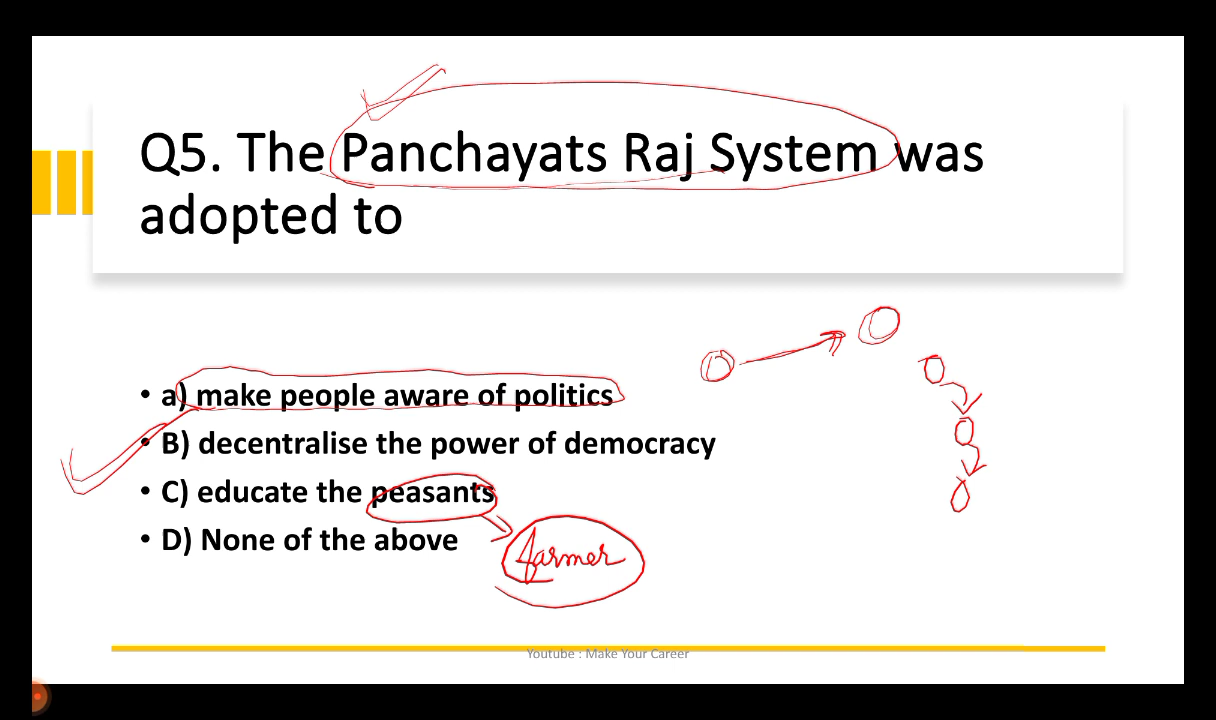 Q5. The Panchayats Raj System was
adopted to
• a) make people aware of politics
• B) decentralise the power of democracy
• C) educate the peasants
• D) None of the above
farmer
Youtube : Make Your Career